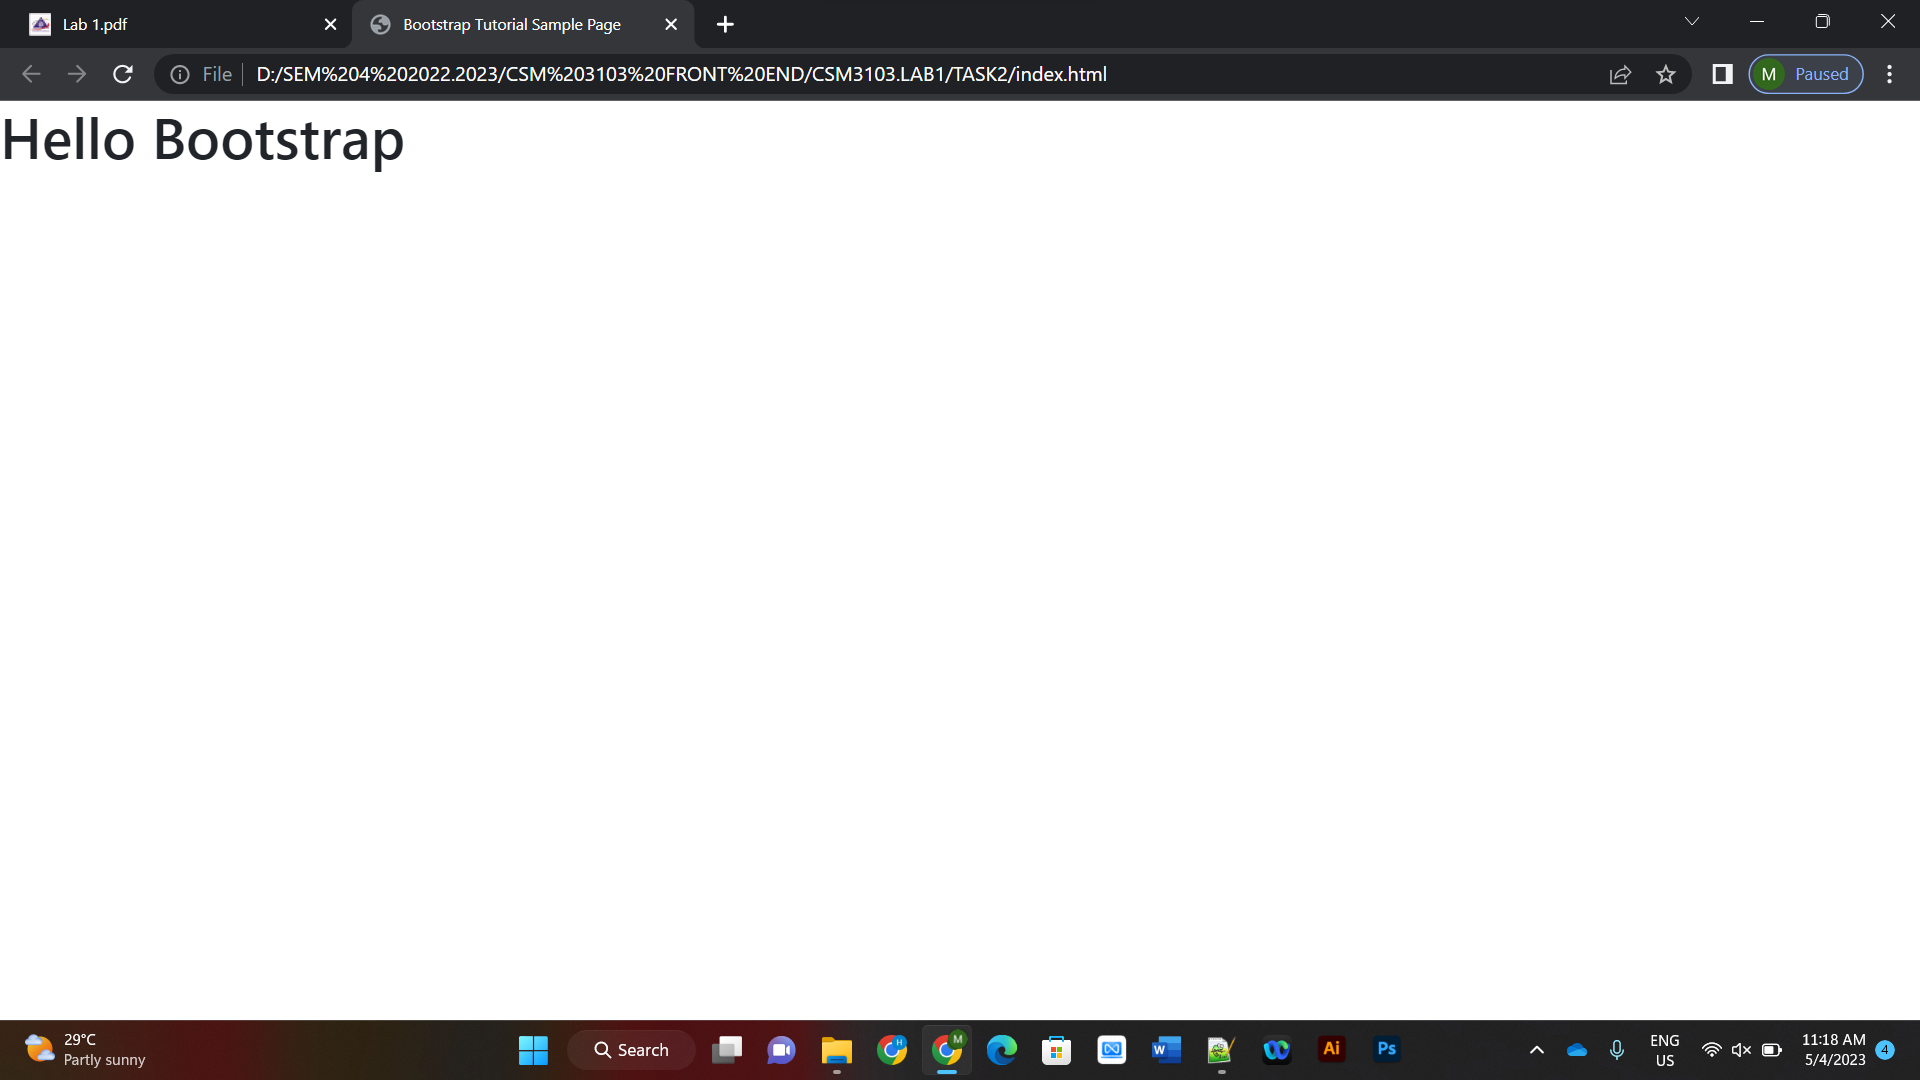 Lab 1.pdf
Bootstrap Tutorial Sample Page
File
D:/SEM%204%202022.2023/CSM%203103%20FRONT%20END/CSM3103.LAB1/TASK2/index.html
M
Paused
Hello Bootstrap
29°C
Partly sunny
Search
H
M
W
Ai
Ps
ENG
US
11:18 AM
5/4/2023
4